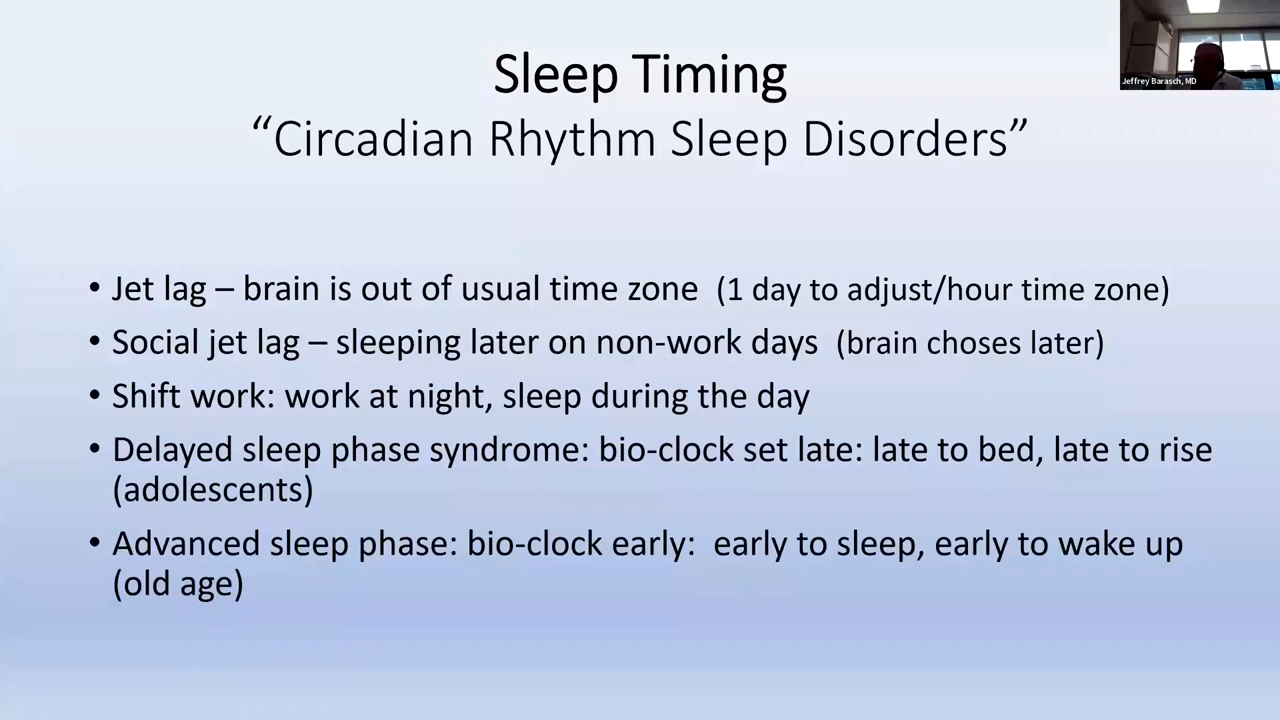 Jeffrey Barasch, MD
Sleep Timing
“Circadian Rhythm Sleep Disorders”
• Jet lag – brain is out of usual time zone (1 day to adjust/hour time zone)
• Social jet lag – sleeping later on non-work days (brain choses later)
• Shift work: work at night, sleep during the day
• Delayed sleep phase syndrome: bio-clock set late: late to bed, late to rise
(adolescents)
• Advanced sleep phase: bio-clock early: early to sleep, early to wake up
(old age)